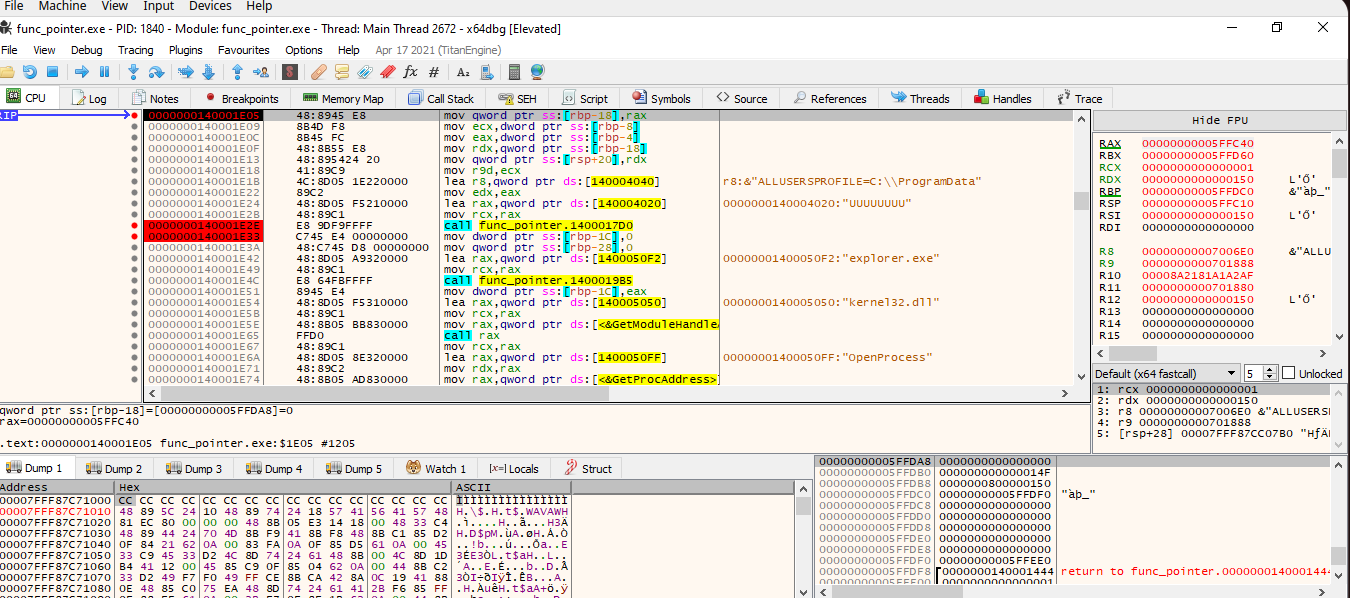 File Machine View Input Devices Help
func_pointer.exe - PID: 1840 - Module: func_pointer.exe - Thread: Main Thread 2672 - x64dbg [Elevated]
File View Debug Tracing Plugins Favourites Options Help Apr 17 2021 (TitanEngine)
CPU Log Notes Breakpoints Memory Map Call Stack SEH Script Symbols Source References Threads Handles Trace
RIP 0000000140001E05 48:8945 E8 mov qword ptr ss:[rbp-18],rax
0000000140001E09 8B4D F8 mov ecx,dword ptr ss:[rbp-8]
0000000140001E0C 8B45 FC mov eax,dword ptr ss:[rbp-4]
0000000140001E0F 48:8B55 E8 mov rdx,qword ptr ss:[rbp-18]
0000000140001E13 48:895424 20 mov qword ptr ss:[rsp+20],rdx
0000000140001E18 41:89C9 mov r9d,ecx
0000000140001E1B 4C:8D05 1E220000 lea r8,qword ptr ds:[140004040] r8:&"ALLUSERSPROFILE=C:\\ProgramData"
0000000140001E22 89C2 mov edx,eax
0000000140001E24 48:8D05 F5210000 lea rax,qword ptr ds:[140004020] 0000000140004020:"UUUUUUUU"
0000000140001E2B 48:89C1 mov rcx,rax
0000000140001E2E E8 9DF9FFFF call func_pointer.1400017D0
0000000140001E33 C745 E4 00000000 mov dword ptr ss:[rbp-1C],0
0000000140001E3A 48:C745 D8 00000000 mov qword ptr ss:[rbp-28],0
0000000140001E42 48:8D05 A9320000 lea rax,qword ptr ds:[1400050F2] 00000001400050F2:"explorer.exe"
0000000140001E49 48:89C1 mov rcx,rax
0000000140001E4C E8 64FBFFFF call func_pointer.1400019B5
0000000140001E51 8945 E4 mov dword ptr ss:[rbp-1C],eax
0000000140001E54 48:8D05 F5310000 lea rax,qword ptr ds:[140005050] 0000000140005050:"kernel32.dll"
0000000140001E5B 48:89C1 mov rcx,rax
0000000140001E5E 48:8B05 BB830000 mov rax,qword ptr ds:[<&GetModuleHandleA
0000000140001E65 FFD0 call rax
0000000140001E67 48:89C1 mov rcx,rax
0000000140001E6A 48:8D05 8E320000 lea rax,qword ptr ds:[1400050FF] 00000001400050FF:"OpenProcess"
0000000140001E71 48:89C2 mov rdx,rax
0000000140001E74 48:8B05 AD830000 mov rax,qword ptr ds:[<&GetProcAddress>]
Hide FPU
RAX 00000000005FFC40
RBX 00000000005FFD60
RCX 0000000000000001
RDX 0000000000000150 L'Ő'
RBP 00000000005FFDC0 &"àþ_"
RSP 00000000005FFC10
RSI 0000000000000150 L'Ő'
RDI 0000000000000000
R8 00000000007006E0 &"ALLU
R9 0000000000701888
R10 00008A2181A1A2AF
R11 0000000000701880
R12 0000000000000150 L'Ő'
R13 0000000000000000
R14 0000000000000000
R15 0000000000000000
Default (x64 fastcall) 5 Unlocked
1: rcx 0000000000000001
2: rdx 0000000000000150
3: r8 00000000007006E0 &"ALLUSERS
4: r9 0000000000701888
5: [rsp+28] 00007FFF87CC07B0
qword ptr ss:[rbp-18]=[00000000005FFDA8]=0
rax=00000000005FFC40
.text:0000000140001E05 func_pointer.exe:$1E05 #1205
Dump 1 Dump 2 Dump 3 Dump 4 Dump 5 Watch 1 [x=] Locals Struct
Address Hex ASCII
00007FFF87C71000 CC CC CC CC CC CC CC CC CC CC CC CC CC CC CC CC ÌÌÌÌÌÌÌÌÌÌÌÌÌÌÌÌ
00007FFF87C71010 48 89 5C 24 10 48 89 74 24 18 57 41 56 41 57 48 H.\$.H.t$.WAVAWH
00007FFF87C71020 81 EC 80 00 00 00 48 8B 05 E3 14 18 00 48 33 C4
00007FFF87C71030 48 89 44 24 70 4D 8B F9 41 8B F8 48 8B C1 85 D2
00007FFF87C71040 0F 84 21 62 0A 00 83 FA 0A 0F 85 D5 61 0A 00 45
00007FFF87C71050 33 C9 45 33 D2 4C 8D 74 24 61 48 8B 00 4C 8D 1D
00007FFF87C71060 B4 41 12 00 45 85 C9 0F 85 04 62 0A 00 44 8B C2
00007FFF87C71070 33 D2 49 F7 F0 49 FF CE 8B CA 42 8A 0C 19 41 88
00007FFF87C71080 0E 48 85 C0 75 EA 48 8D 74 24 61 41 2B F6 85 FF
00000000005FFDA8 0000000000000000
00000000005FFDB0 000000000000014F
00000000005FFDB8 0000000800000150
00000000005FFDC0 00000000005FFDF0 "àþ_"
00000000005FFDC8 0000000000000000
00000000005FFDD0 0000000000000000
00000000005FFDD8 0000000000000000
00000000005FFDE0 0000000000000000
00000000005FFDE8 0000000000000000
00000000005FFDF0 00000000005FFEE0
00000000005FFDF8 0000000140001444 return to func_pointer.0000000140001444
00000000005FFE00 0000000000000001